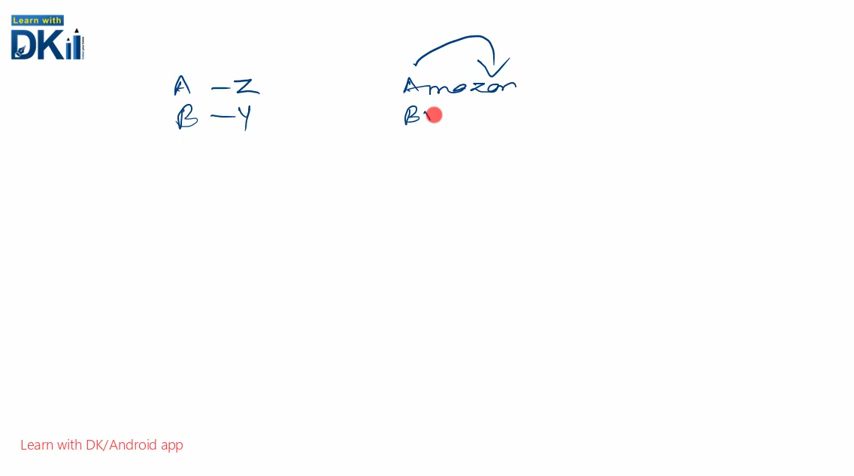 Learn with
DK
A – Z
Amazon
B – Y
B
Learn with DK/Android app